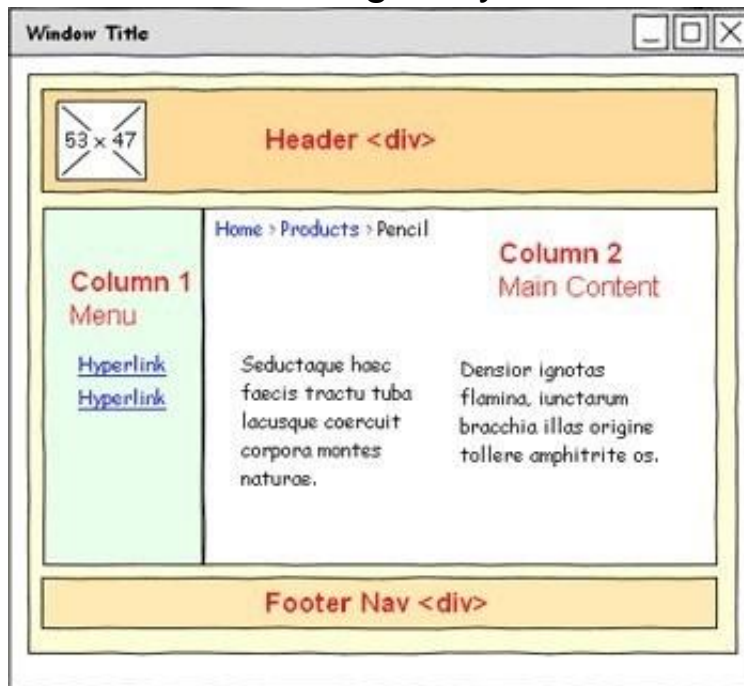 Window Title
53 x 47
Header <div>
Home > Products > Pencil
Column 1
Menu
Column 2
Main Content
Hyperlink
Hyperlink
Seductaque haec
faecis tractu tuba
lacusque coercuit
corpora montes
naturae.
Densior ignotas
flamina, iunctarum
bracchia illas origine
tollere amphitrite os.
Footer Nav <div>